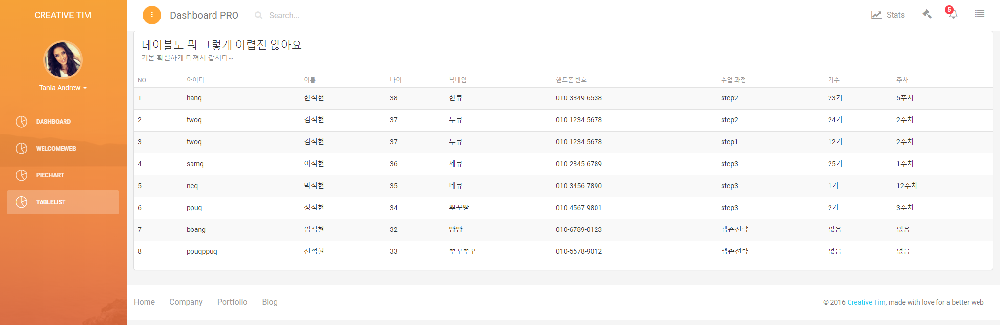 CREATIVE TIM
Tania Andrew
DASHBOARD
WELCOMEWEB
PIECHART
TABLELIST
Dashboard PRO Search... Stats 5
테이블도 뭐 그렇게 어렵진 않아요
기본 확실하게 다져서 갑시다~
NO 아이디 이름 나이 닉네임 핸드폰 번호 수업 과정 기수 주차
1 hanq 한석현 38 한큐 010-3349-6538 step2 23기 5주차
2 twoq 김석현 37 두큐 010-1234-5678 step2 24기 2주차
3 twoq 김석현 37 두큐 010-1234-5678 step1 12기 2주차
4 samq 이석현 36 세큐 010-2345-6789 step3 25기 1주차
5 neq 박석현 35 네큐 010-3456-7890 step3 1기 12주차
6 ppuq 정석현 34 뿌꾸빵 010-4567-9801 step3 2기 3주차
7 bbang 임석현 32 빵빵 010-6789-0123 생존전략 없음 없음
8 ppuqppuq 신석현 33 뿌꾸뿌꾸 010-5678-9012 생존전략 없음 없음
Home Company Portfolio Blog © 2016 Creative Tim, made with love for a better web